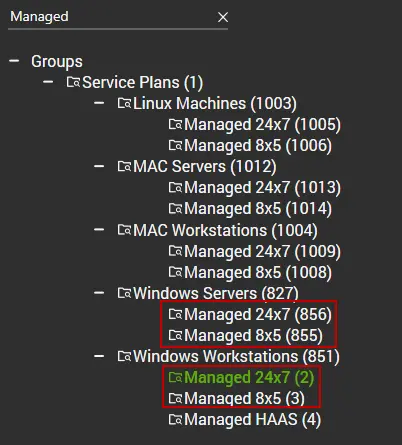 Managed
Groups
Service Plans (1)
Linux Machines (1003)
Managed 24x7 (1005)
Managed 8x5 (1006)
MAC Servers (1012)
Managed 24x7 (1013)
Managed 8x5 (1014)
MAC Workstations (1004)
Managed 24x7 (1009)
Managed 8x5 (1008)
Windows Servers (827)
Managed 24x7 (856)
Managed 8x5 (855)
Windows Workstations (851)
Managed 24x7 (2)
Managed 8x5 (3)
Managed HAAS (4)